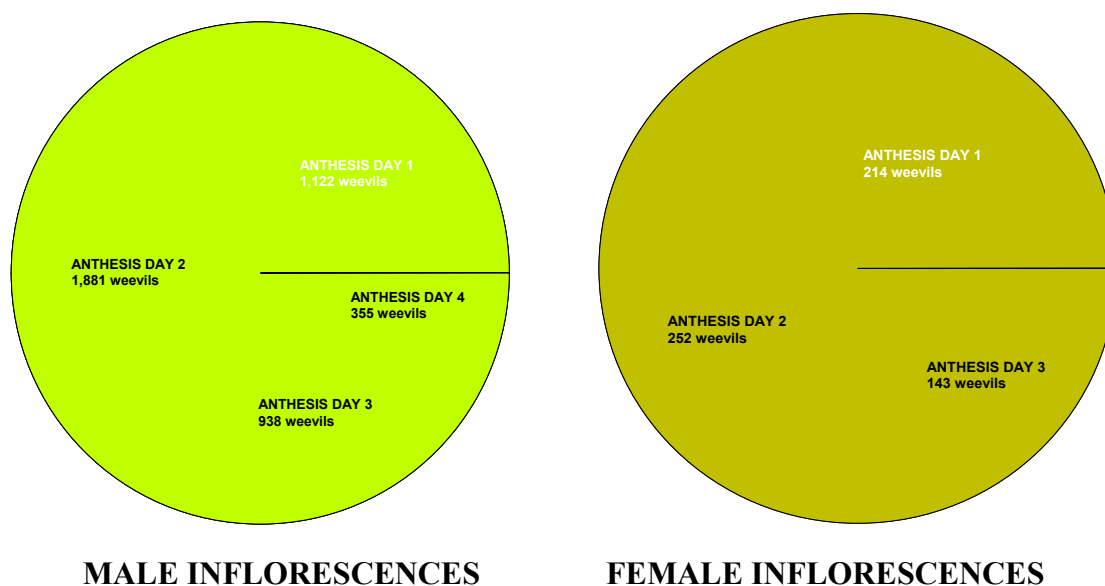 ANTHESIS DAY 1
1,122 weevils
ANTHESIS DAY 2
1,881 weevils
ANTHESIS DAY 4
355 weevils
ANTHESIS DAY 3
938 weevils
MALE INFLORESCENCES
ANTHESIS DAY 1
214 weevils
ANTHESIS DAY 2
252 weevils
ANTHESIS DAY 3
143 weevils
FEMALE INFLORESCENCES